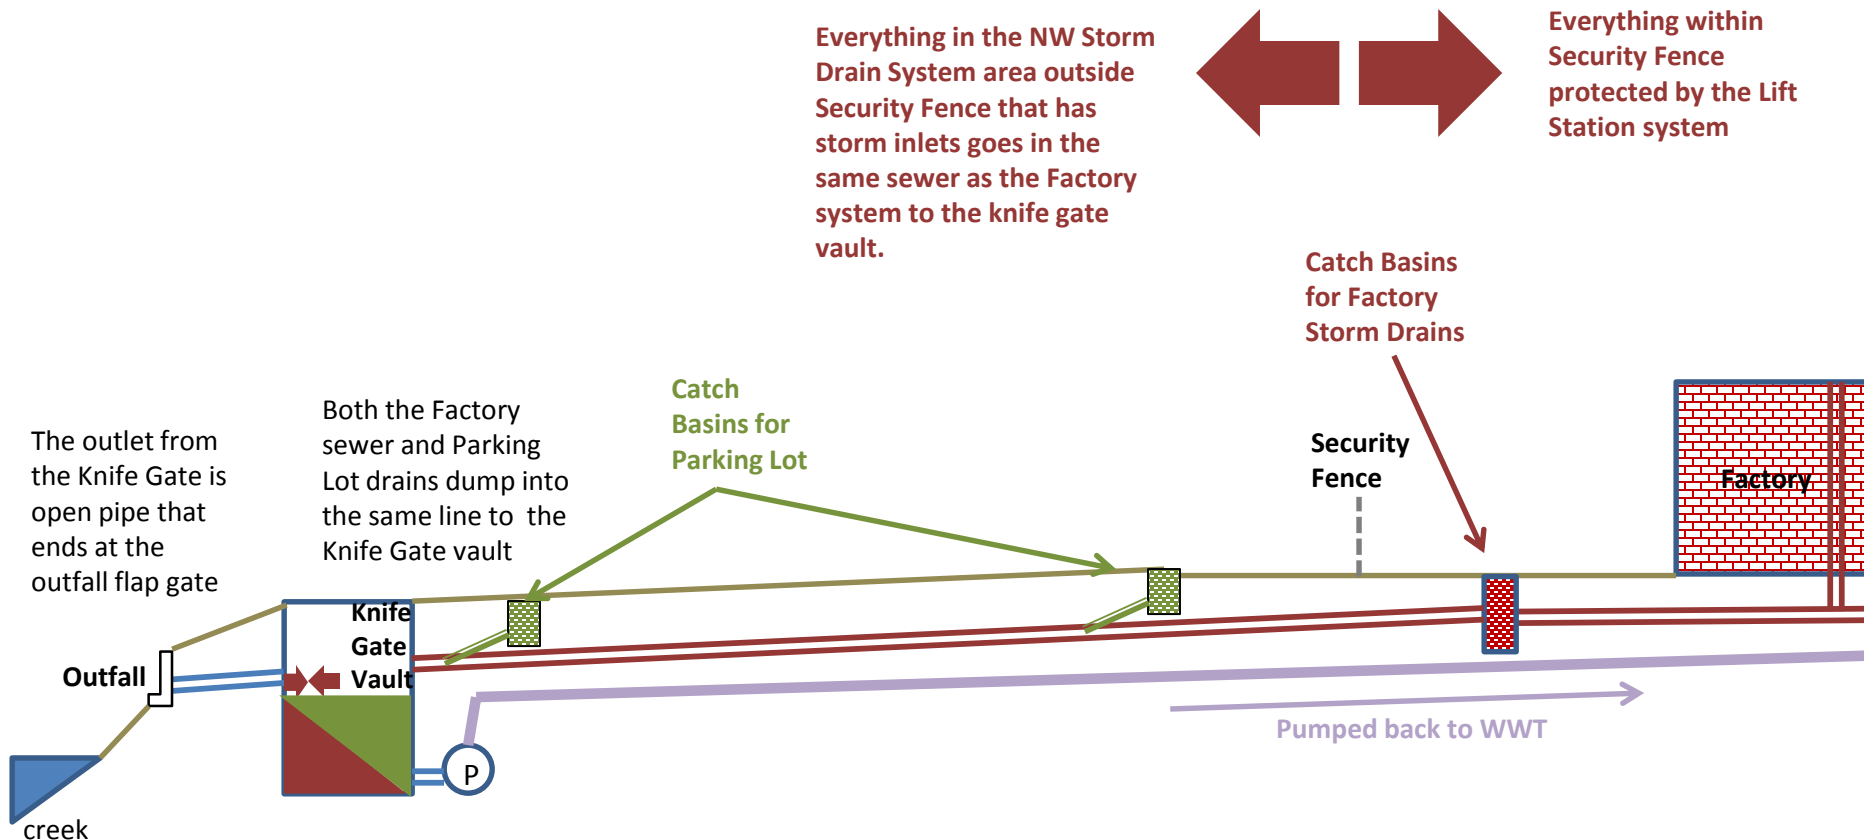 Everything in the NW Storm
Drain System area outside
Security Fence that has
storm inlets goes in the
same sewer as the Factory
system to the knife gate
vault.
Everything within
Security Fence
protected by the Lift
Station system
Catch Basins
for Factory
Storm Drains
The outlet from
the Knife Gate is
open pipe that
ends at the
outfall flap gate
Both the Factory
sewer and Parking
Lot drains dump into
the same line to the
Knife Gate vault
Catch
Basins for
Parking Lot
Security
Fence
Factory
Knife
Gate
Vault
Outfall
P
Pumped back to WWT
creek